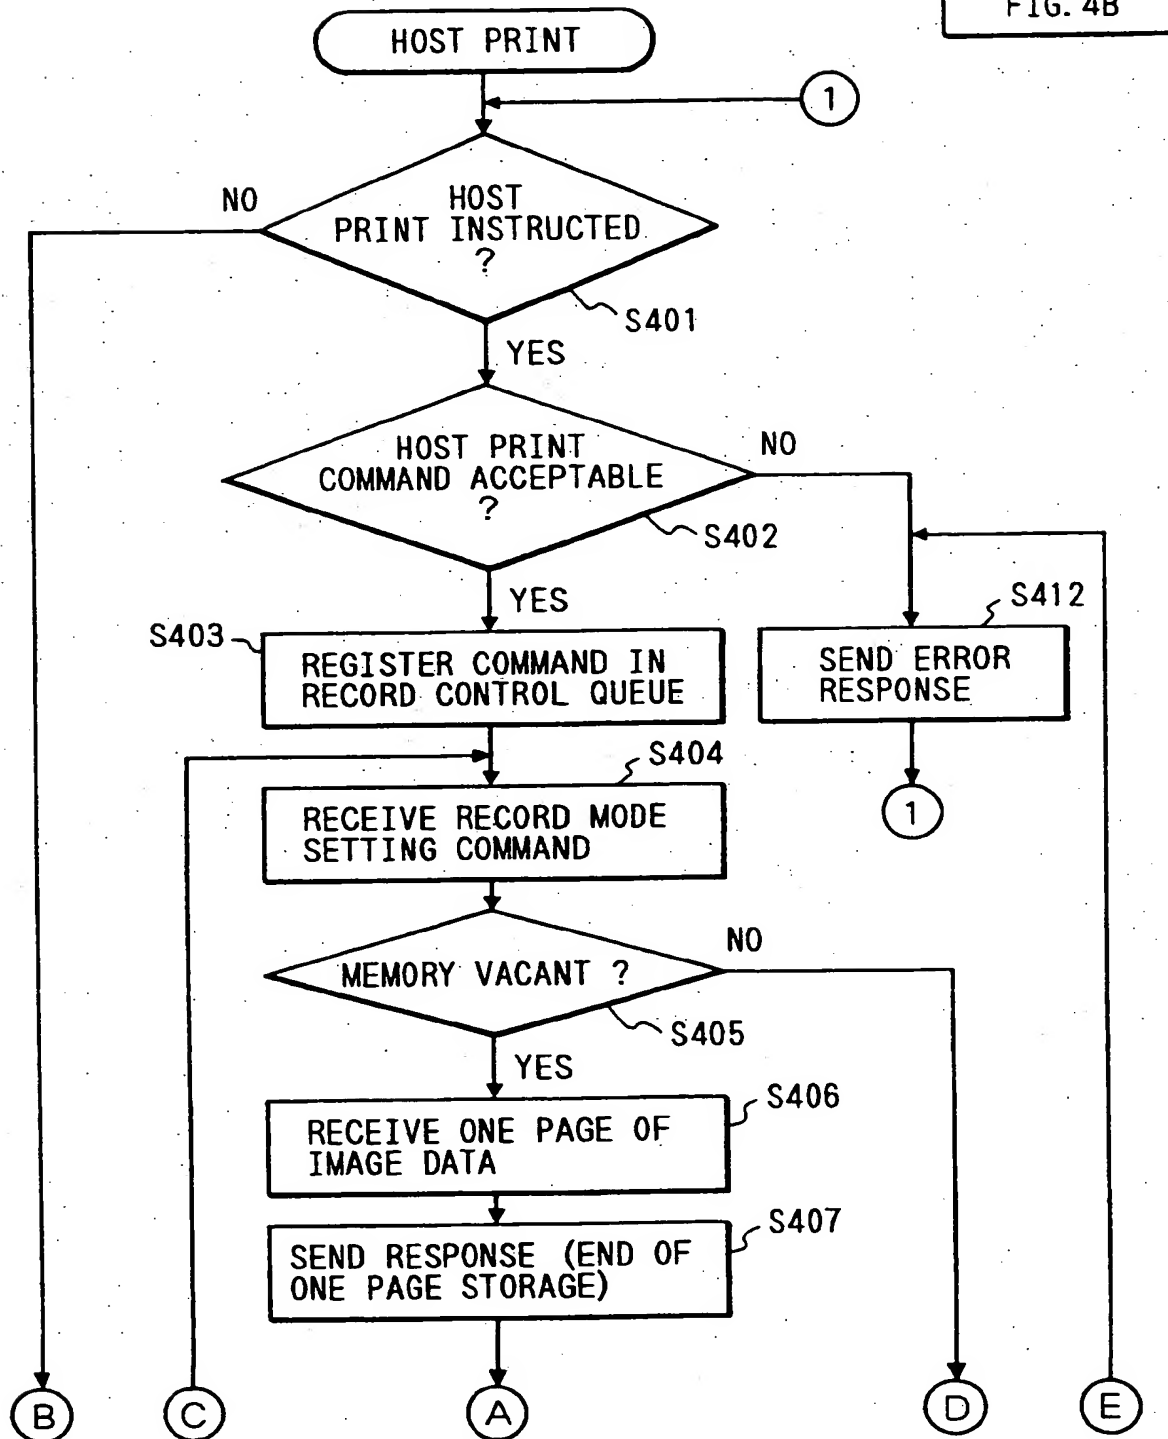 FIG. 4B
HOST PRINT
1
NO
HOST
PRINT INSTRUCTED
?
S401
YES
HOST PRINT
COMMAND ACCEPTABLE
?
NO
S402
YES
S403
REGISTER COMMAND IN
RECORD CONTROL QUEUE
S412
SEND ERROR
RESPONSE
1
S404
RECEIVE RECORD MODE
SETTING COMMAND
MEMORY VACANT ?
NO
S405
YES
S406
RECEIVE ONE PAGE OF
IMAGE DATA
S407
SEND RESPONSE (END OF
ONE PAGE STORAGE)
B
C
A
D
E